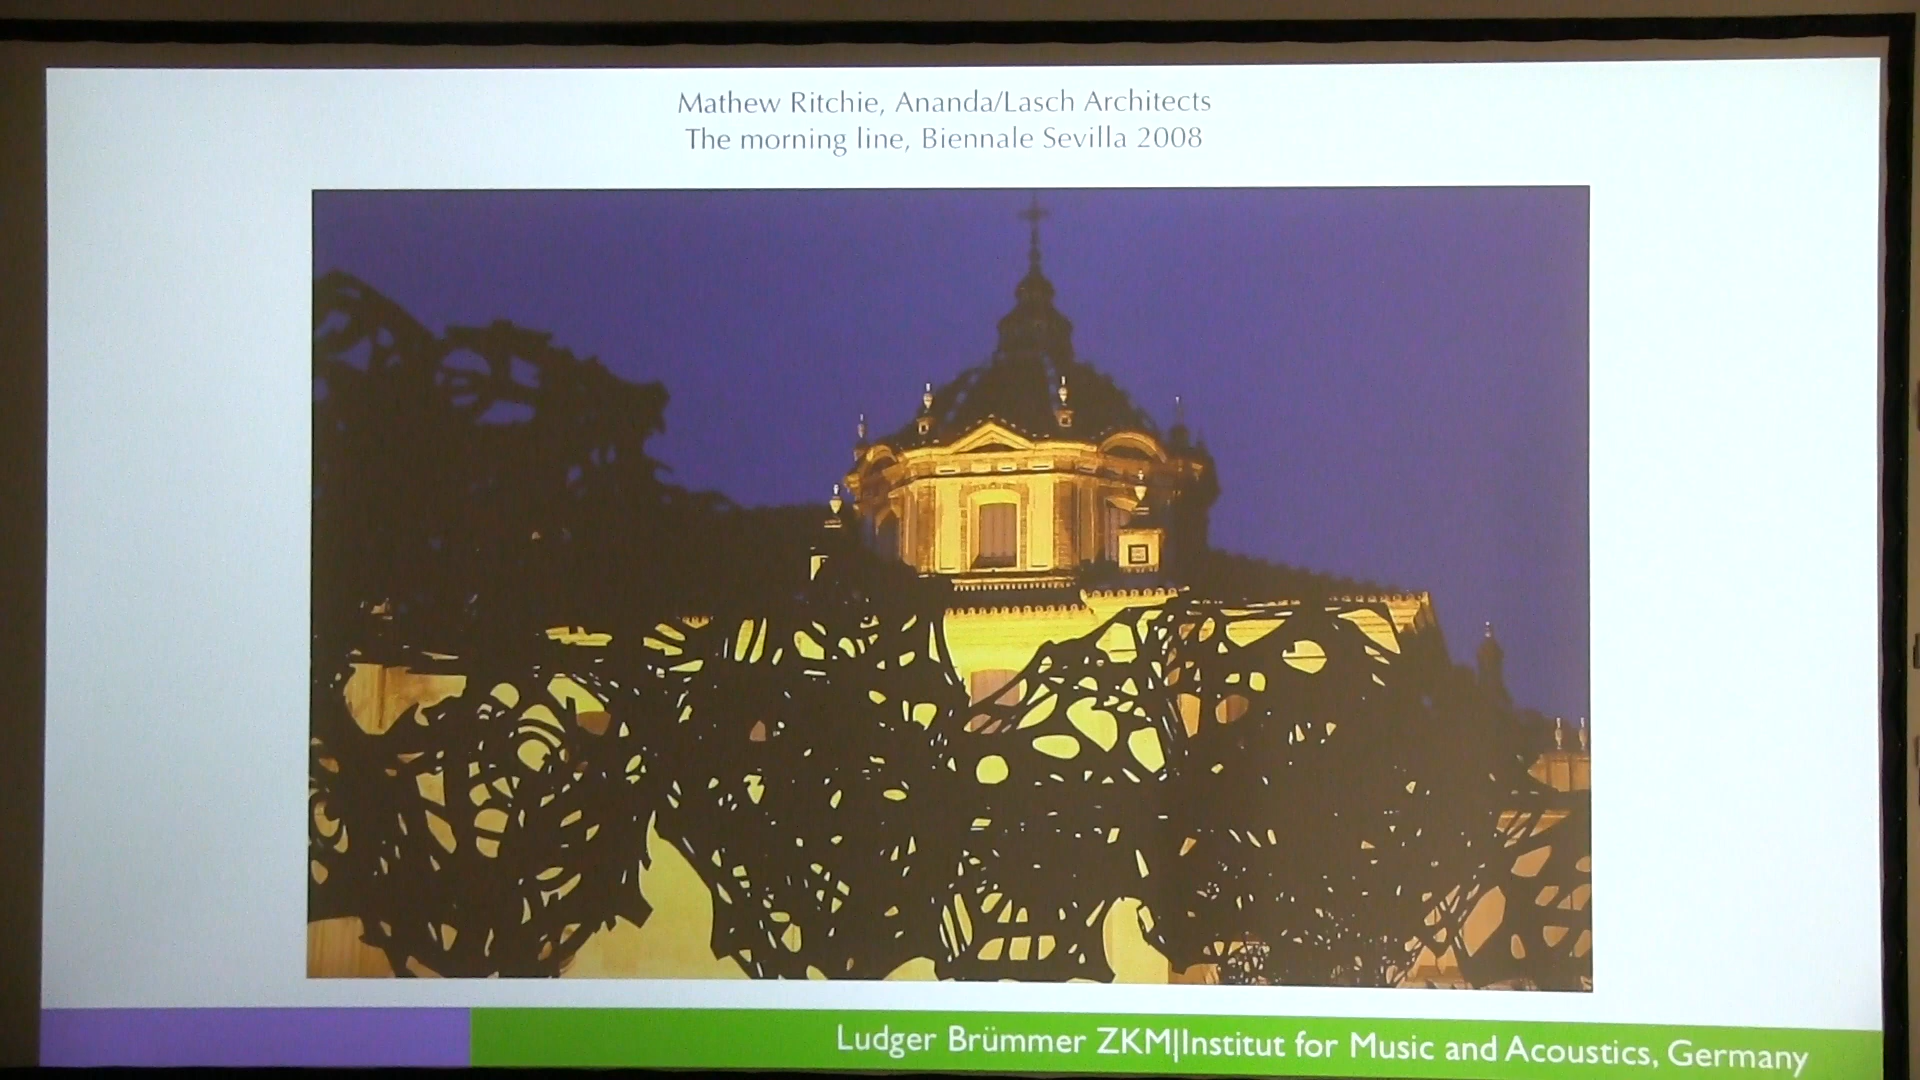 Mathew Ritchie, Ananda/Lasch Architects
The morning line, Biennale Sevilla 2008
Ludger Brümmer ZKM|Institut for Music and Acoustics, Germany